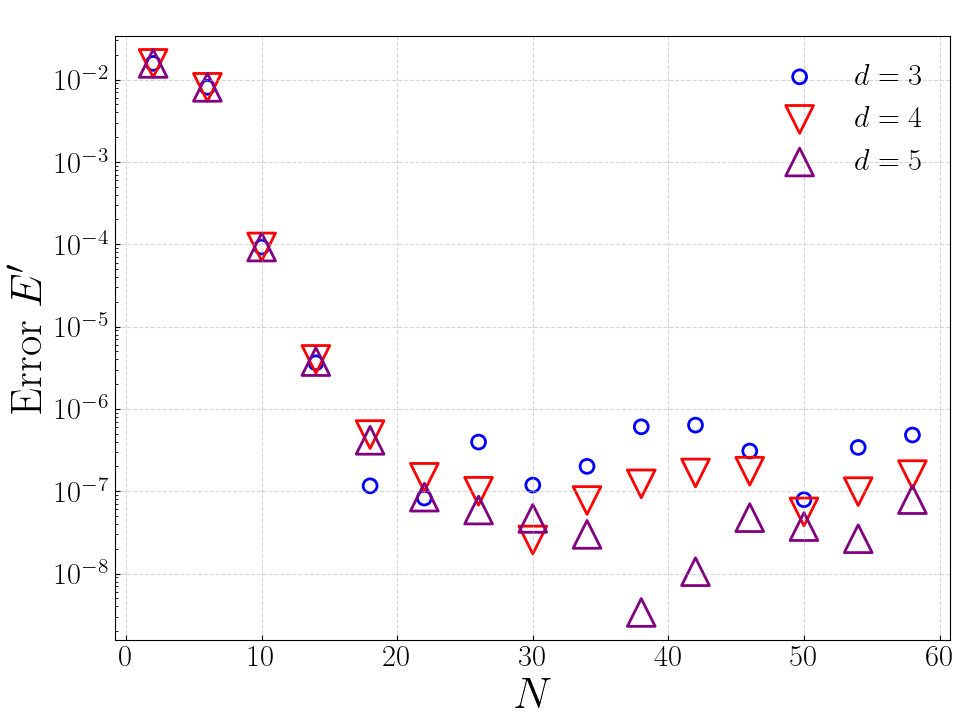 10⁻²
10⁻³
10⁻⁴
10⁻⁵
10⁻⁶
10⁻⁷
10⁻⁸
Error E′
d = 3
d = 4
d = 5
0 10 20 30 40 50 60
N